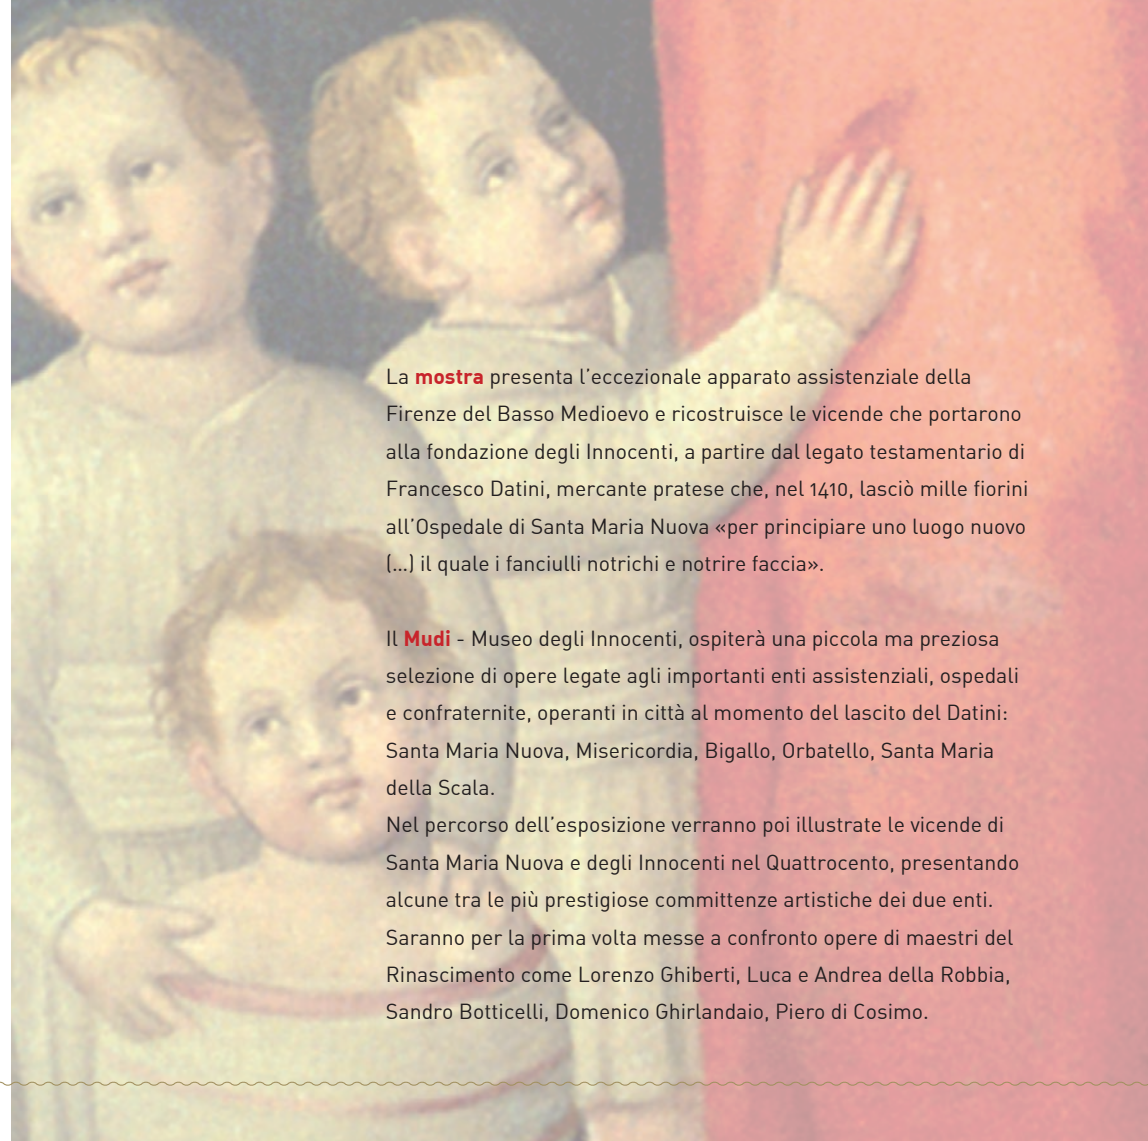 La mostra presenta l'eccezionale apparato assistenziale della
Firenze del Basso Medioevo e ricostruisce le vicende che portarono
alla fondazione degli Innocenti, a partire dal legato testamentario di
Francesco Datini, mercante pratese che, nel 1410, lasciò mille fiorini
all'Ospedale di Santa Maria Nuova «per principiare uno luogo nuovo
(...) il quale i fanciulli notrichi e notrire faccia».
Il Mudi - Museo degli Innocenti, ospiterà una piccola ma preziosa
selezione di opere legate agli importanti enti assistenziali, ospedali
e confraternite, operanti in città al momento del lascito del Datini:
Santa Maria Nuova, Misericordia, Bigallo, Orbatello, Santa Maria
della Scala.
Nel percorso dell'esposizione verranno poi illustrate le vicende di
Santa Maria Nuova e degli Innocenti nel Quattrocento, presentando
alcune tra le più prestigiose committenze artistiche dei due enti.
Saranno per la prima volta messe a confronto opere di maestri del
Rinascimento come Lorenzo Ghiberti, Luca e Andrea della Robbia,
Sandro Botticelli, Domenico Ghirlandaio, Piero di Cosimo.